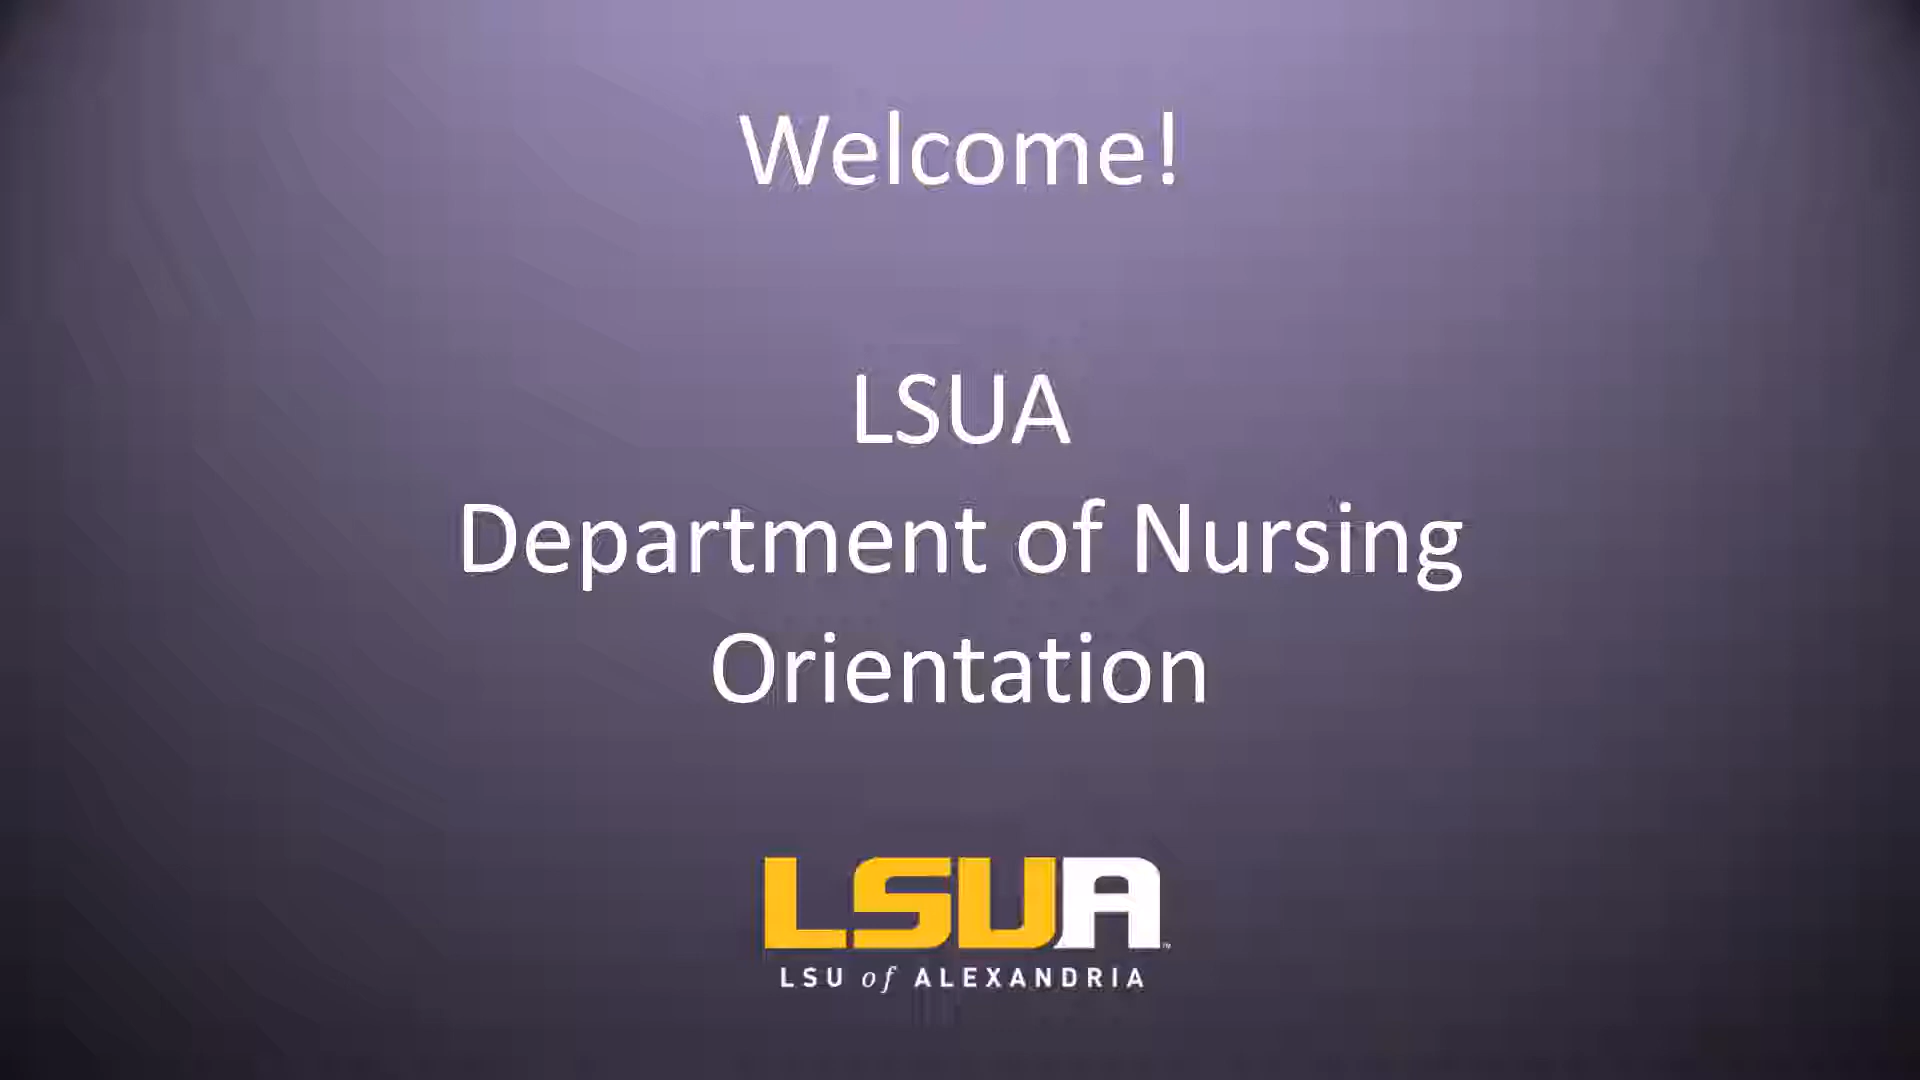 Welcome!
LSUA
Department of Nursing
Orientation
LSUA
LSU of ALEXANDRIA